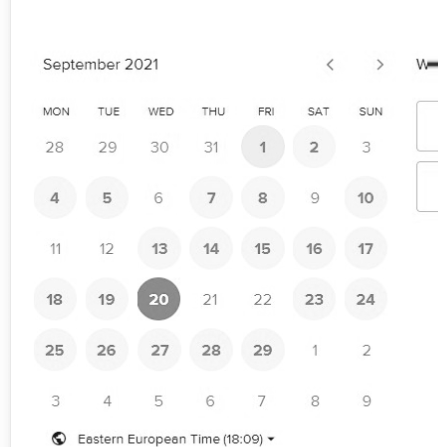 September 2021
MON TUE WED THU FRI SAT SUN
28 29 30 31 1 2 3
4 5 6 7 8 9 10
11 12 13 14 15 16 17
18 19 20 21 22 23 24
25 26 27 28 29 1 2
3 4 5 6 7 8 9
Eastern European Time (18:09)